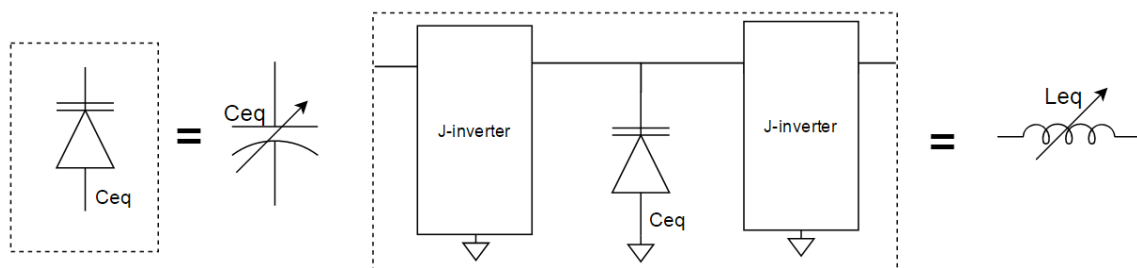 Ceq
=
Ceq
J-inverter
Ceq
J-inverter
=
Leq